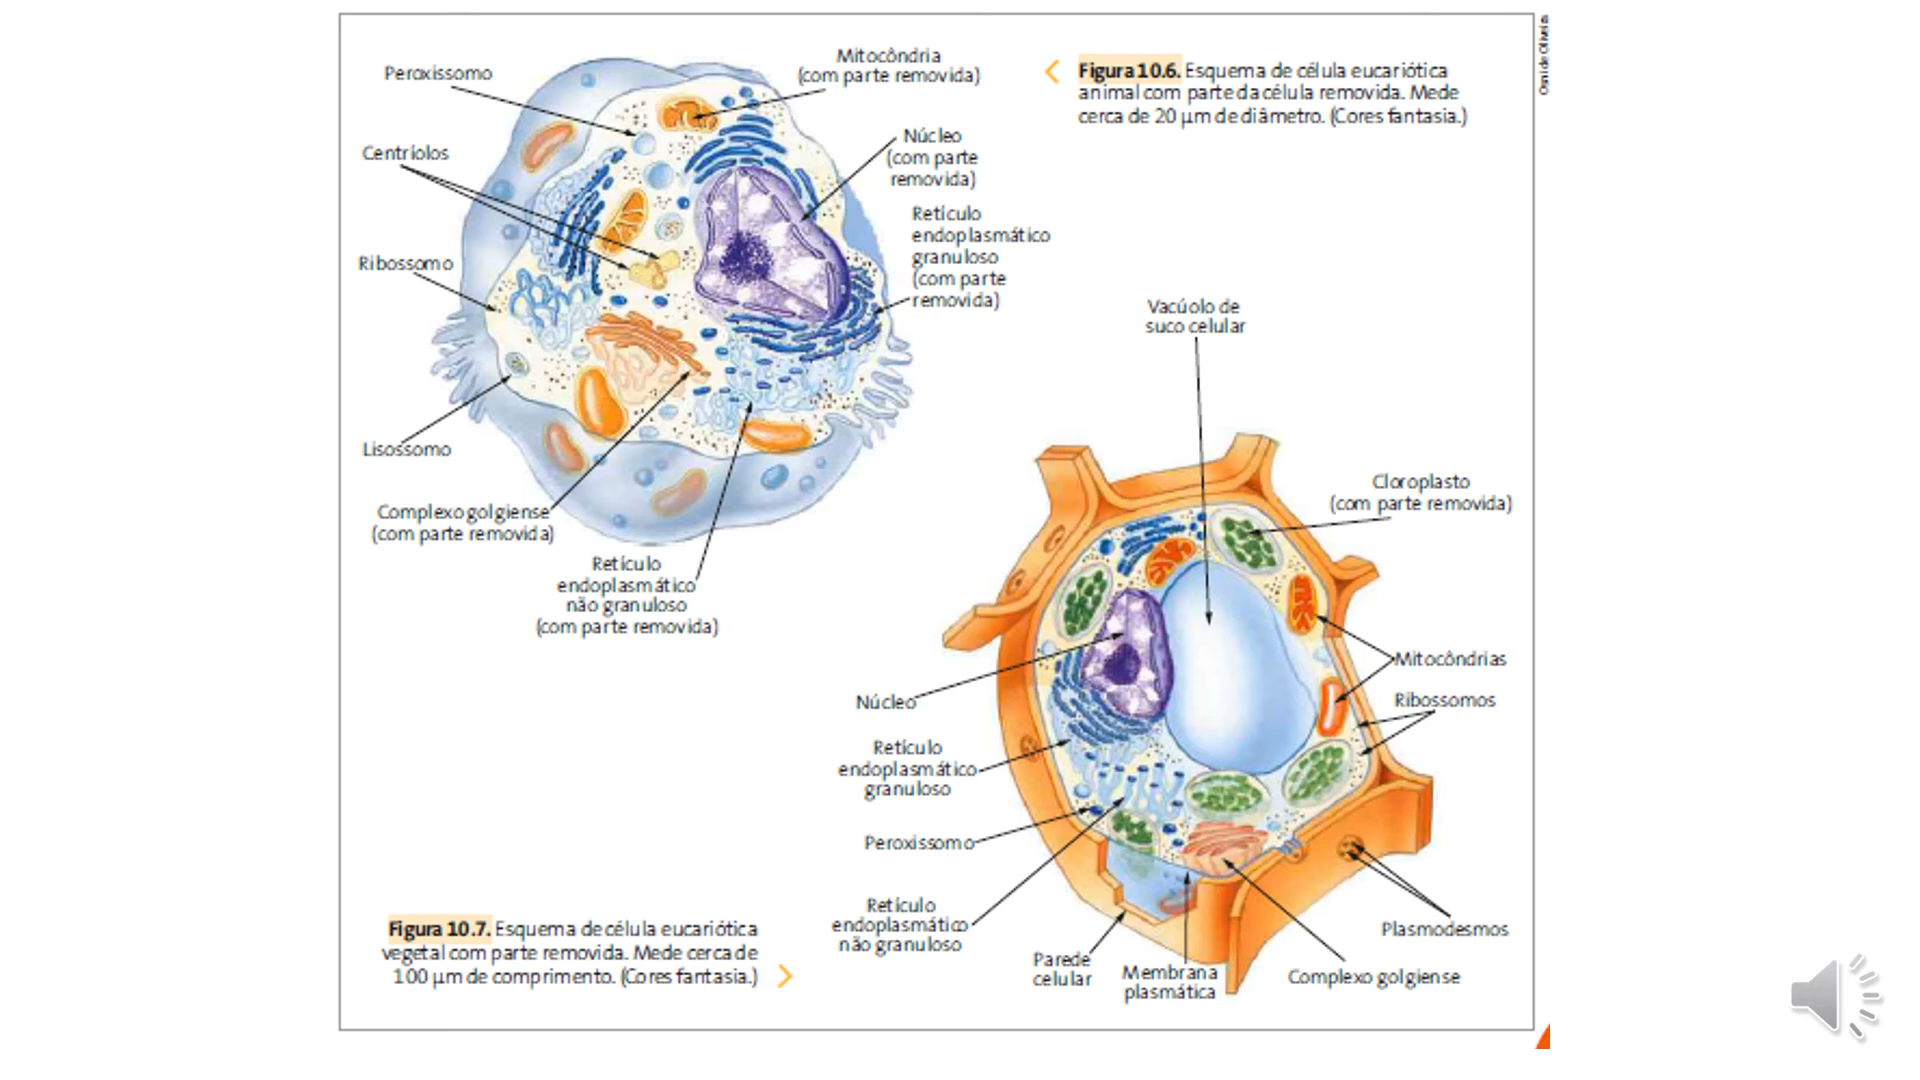 Peroxissomo
Mitocôndria
(com parte removida)
Centríolos
Núcleo
(com parte
removida)
Retículo
endoplasmático
granuloso
(com parte
removida)
Ribossomo
Lisossomo
Complexo golgiense
(com parte removida)
Retículo
endoplasmático
não granuloso
(com parte removida)
Figura 10.6. Esquema de célula eucariótica
animal com parte da célula removida. Mede
cerca de 20 μm de diâmetro. (Cores fantasia.)
Osni de Oliveira
Vacúolo de
suco celular
Cloroplasto
(com parte removida)
Mitocôndrias
Ribossomos
Núcleo
Retículo
endoplasmático
granuloso
Peroxissomo
Retículo
endoplasmático
não granuloso
Parede
celular
Membrana
plasmática
Complexo golgiense
Plasmodesmos
Figura 10.7. Esquema de célula eucariótica
vegetal com parte removida. Mede cerca de
100 μm de comprimento. (Cores fantasia.)